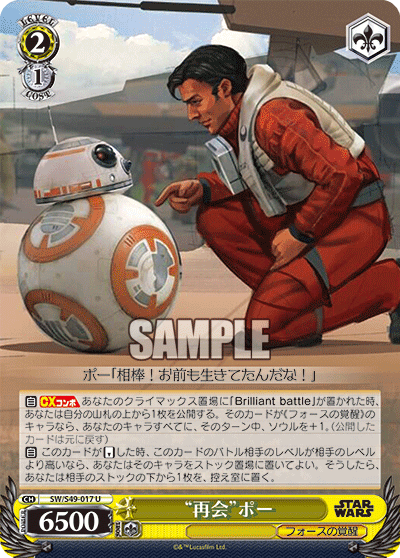 LEVEL
2
1
COST
SAMPLE
ポー「相棒！お前も生きてたんだな！」
CXコンボ あなたのクライマックス置場に「Brilliant battle」が置かれた時、
あなたは自分の山札の上から1枚を公開する。そのカードが《フォースの覚醒》の
キャラなら、あなたのキャラすべてに、そのターン中、ソウルを＋1。（公開した
カードは元に戻す）
このカードが【】した時、このカードのバトル相手のレベルが相手のレベル
より高いなら、あなたはそのキャラをストック置場に置いてよい。そうしたら、
あなたは相手のストックの下から1枚を、控え室に置く。
CH
SW/S49-017 U
6500
“再会”ポー
STAR
WARS
©&™Lucasfilm Ltd.
フォースの覚醒